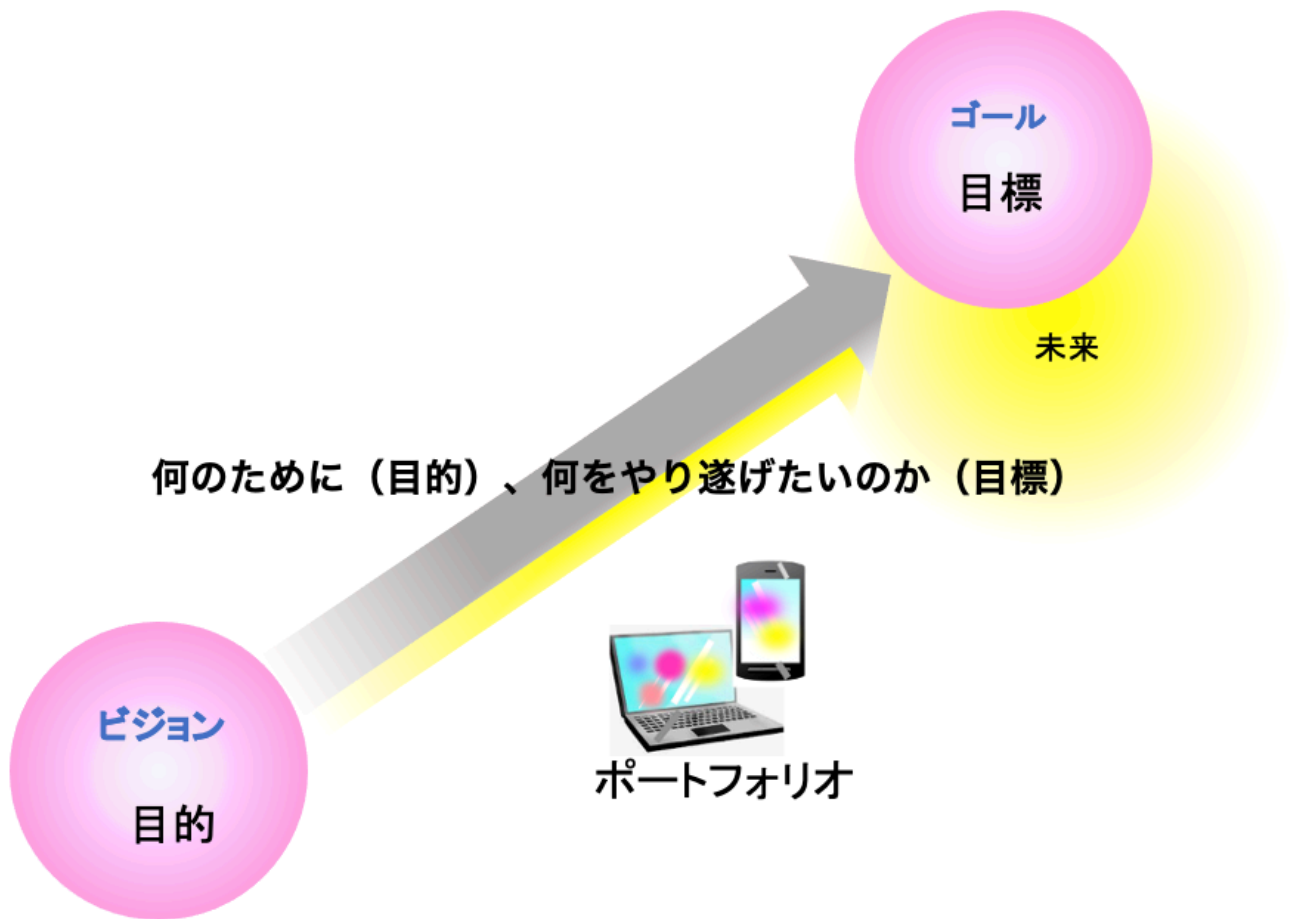 ゴール
目標
未来
何のために（目的）、何をやり遂げたいのか（目標）
ポートフォリオ
ビジョン
目的